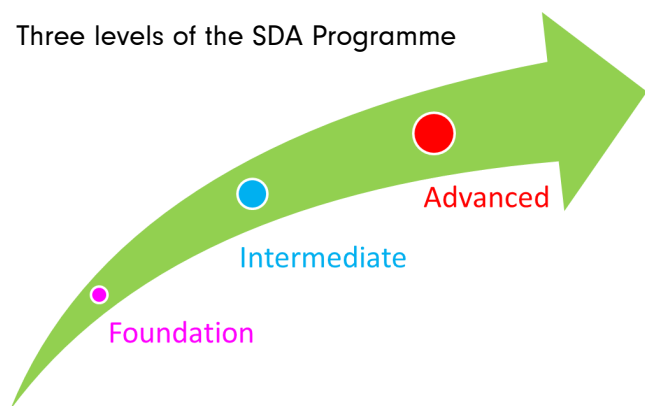 Three levels of the SDA Programme
Advanced
Intermediate
Foundation